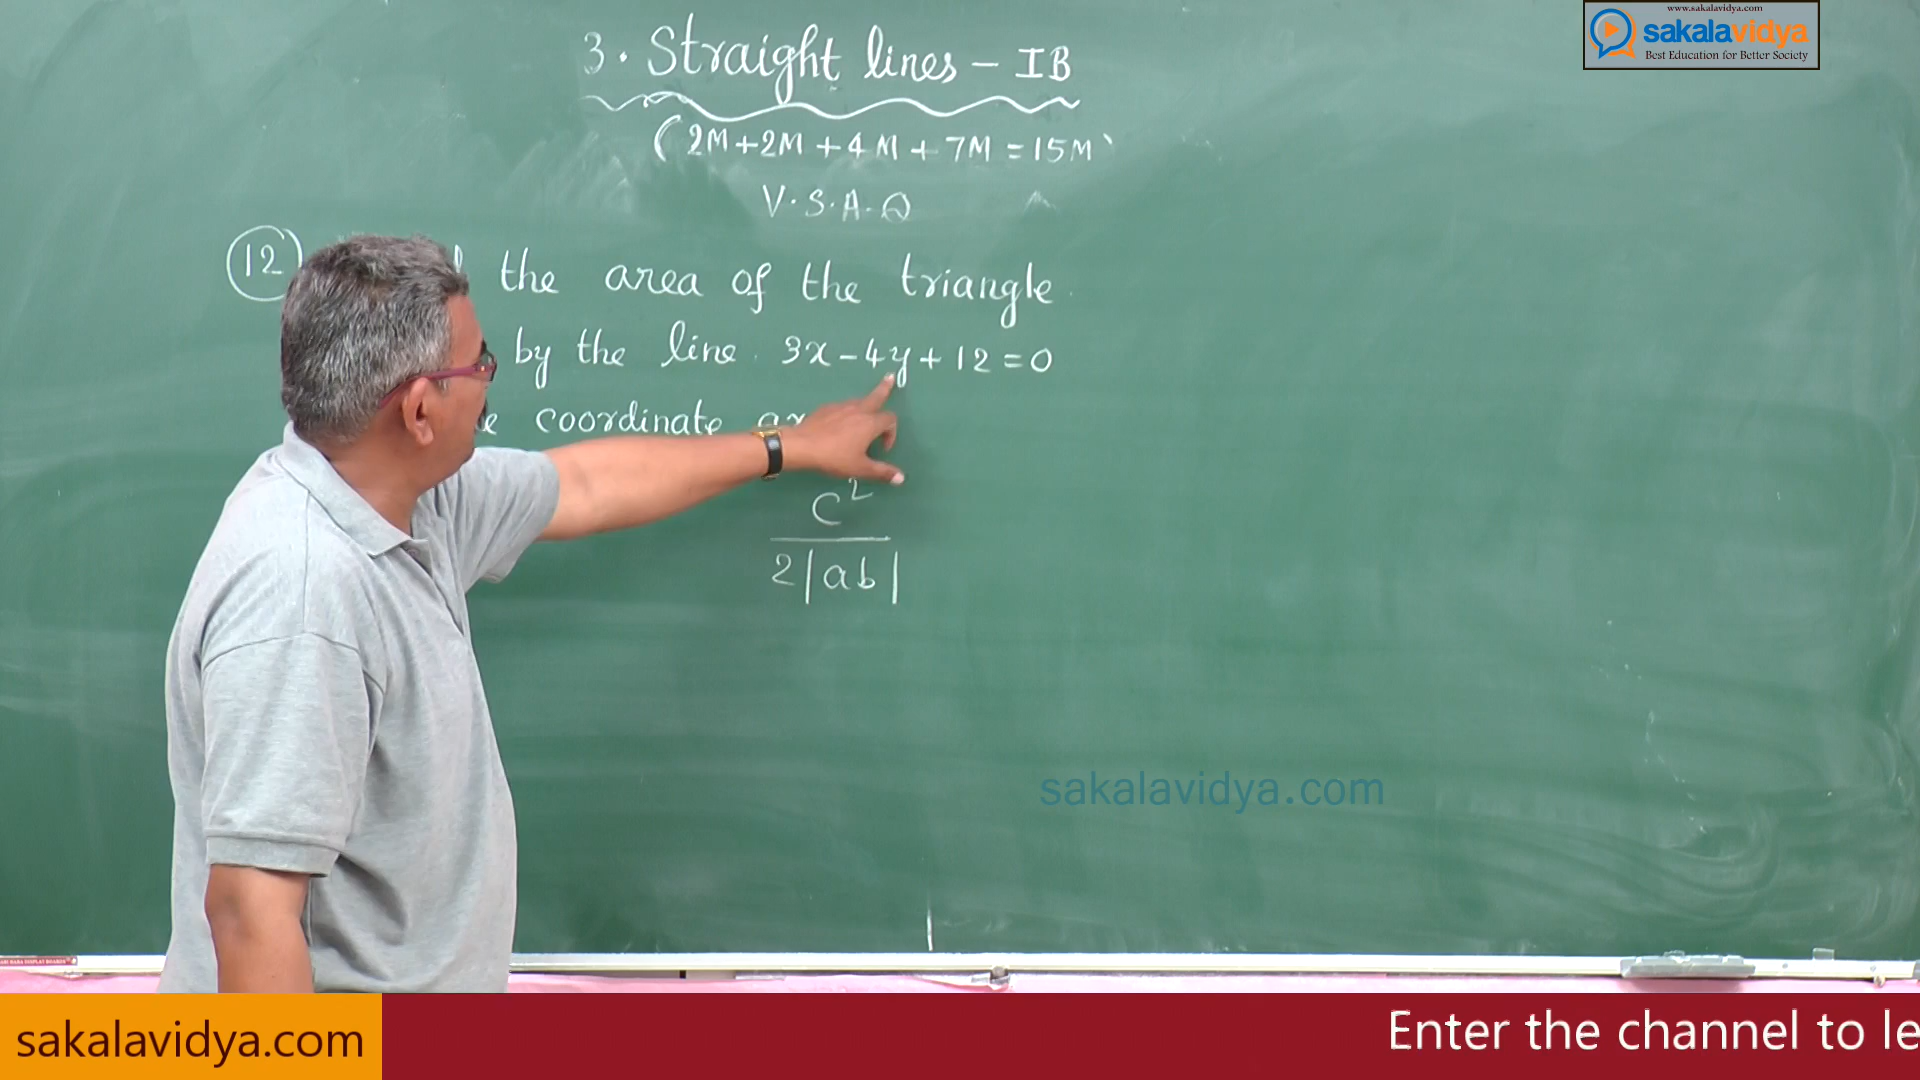 www.sakalavidya.com
sakalavidya
Best Education for Better Society
3. Straight lines - IB
(2M+2M+4M+7M=15M)
V.S.A.Q
12 the area of the triangle
by the line 3x-4y+12=0
coordinate
c²
2|ab|
sakalavidya.com
sakalavidya.com
Enter the channel to le